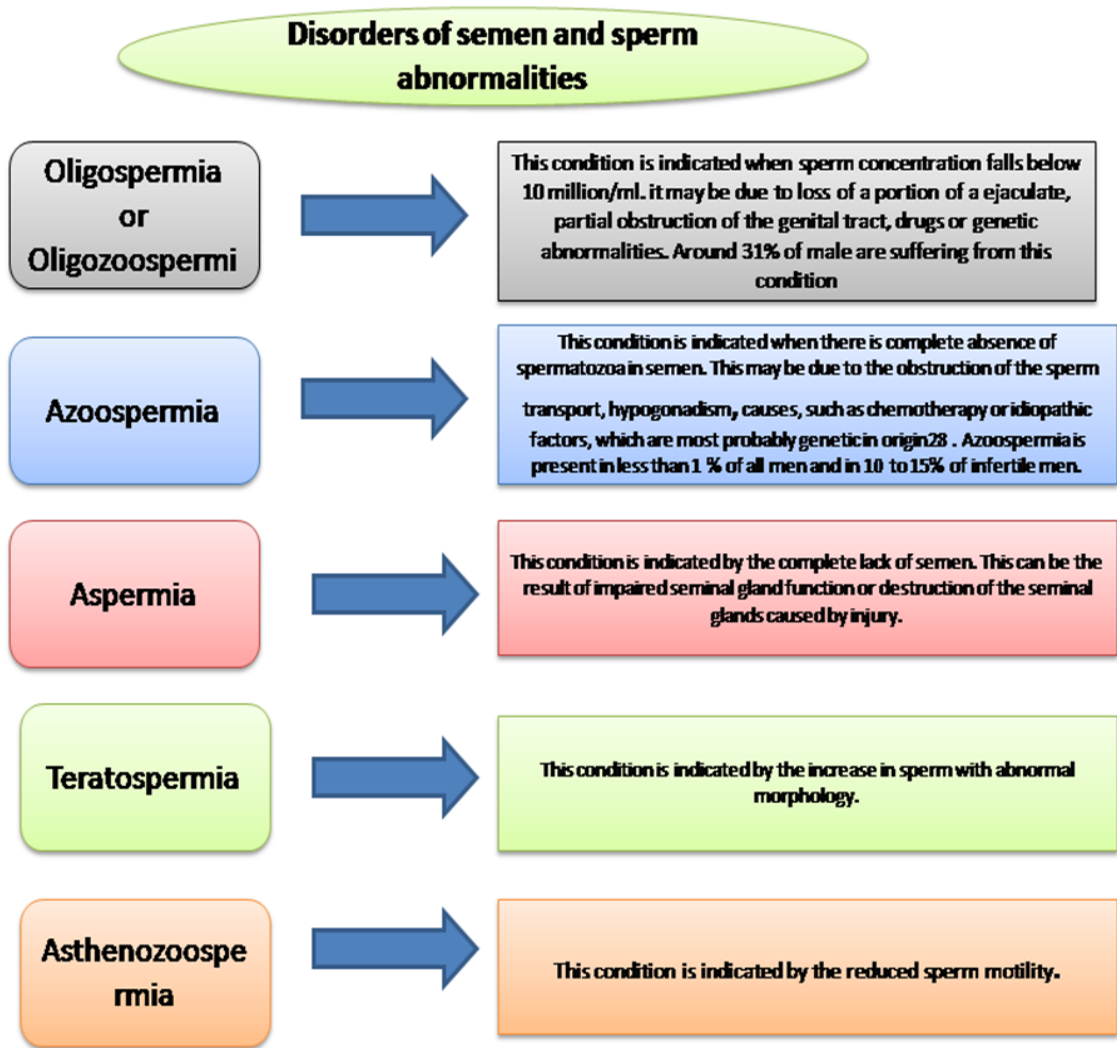 Disorders of semen and sperm
abnormalities
Oligospermia
or
Oligozoospermi
This condition is indicated when sperm concentration falls below
10 million/ml. it may be due to loss of a portion of a ejaculate,
partial obstruction of the genital tract, drugs or genetic
abnormalities. Around 31% of male are suffering from this
condition
Azoospermia
This condition is indicated when there is complete absence of
spermatozoa in semen. This may be due to the obstruction of the sperm
transport, hypogonadism, causes, such as chemotherapy or idiopathic
factors, which are most probably genetic in origin28 . Azoospermia is
present in less than 1 % of all men and in 10 to 15% of infertile men.
Aspermia
This condition is indicated by the complete lack of semen. This can be the
result of impaired seminal gland function or destruction of the seminal
glands caused by injury.
Teratospermia
This condition is indicated by the increase in sperm with abnormal
morphology.
Asthenozoospe
rmia
This condition is indicated by the reduced sperm motility.